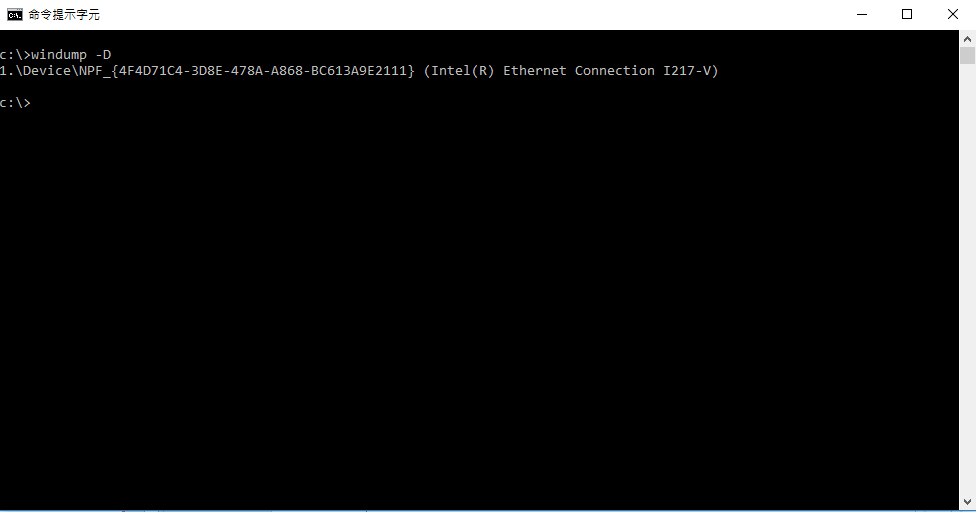 命令提示字元
c:\>windump -D
1.\Device\NPF_{4F4D71C4-3D8E-478A-A868-BC613A9E2111} (Intel(R) Ethernet Connection I217-V)
c:\>